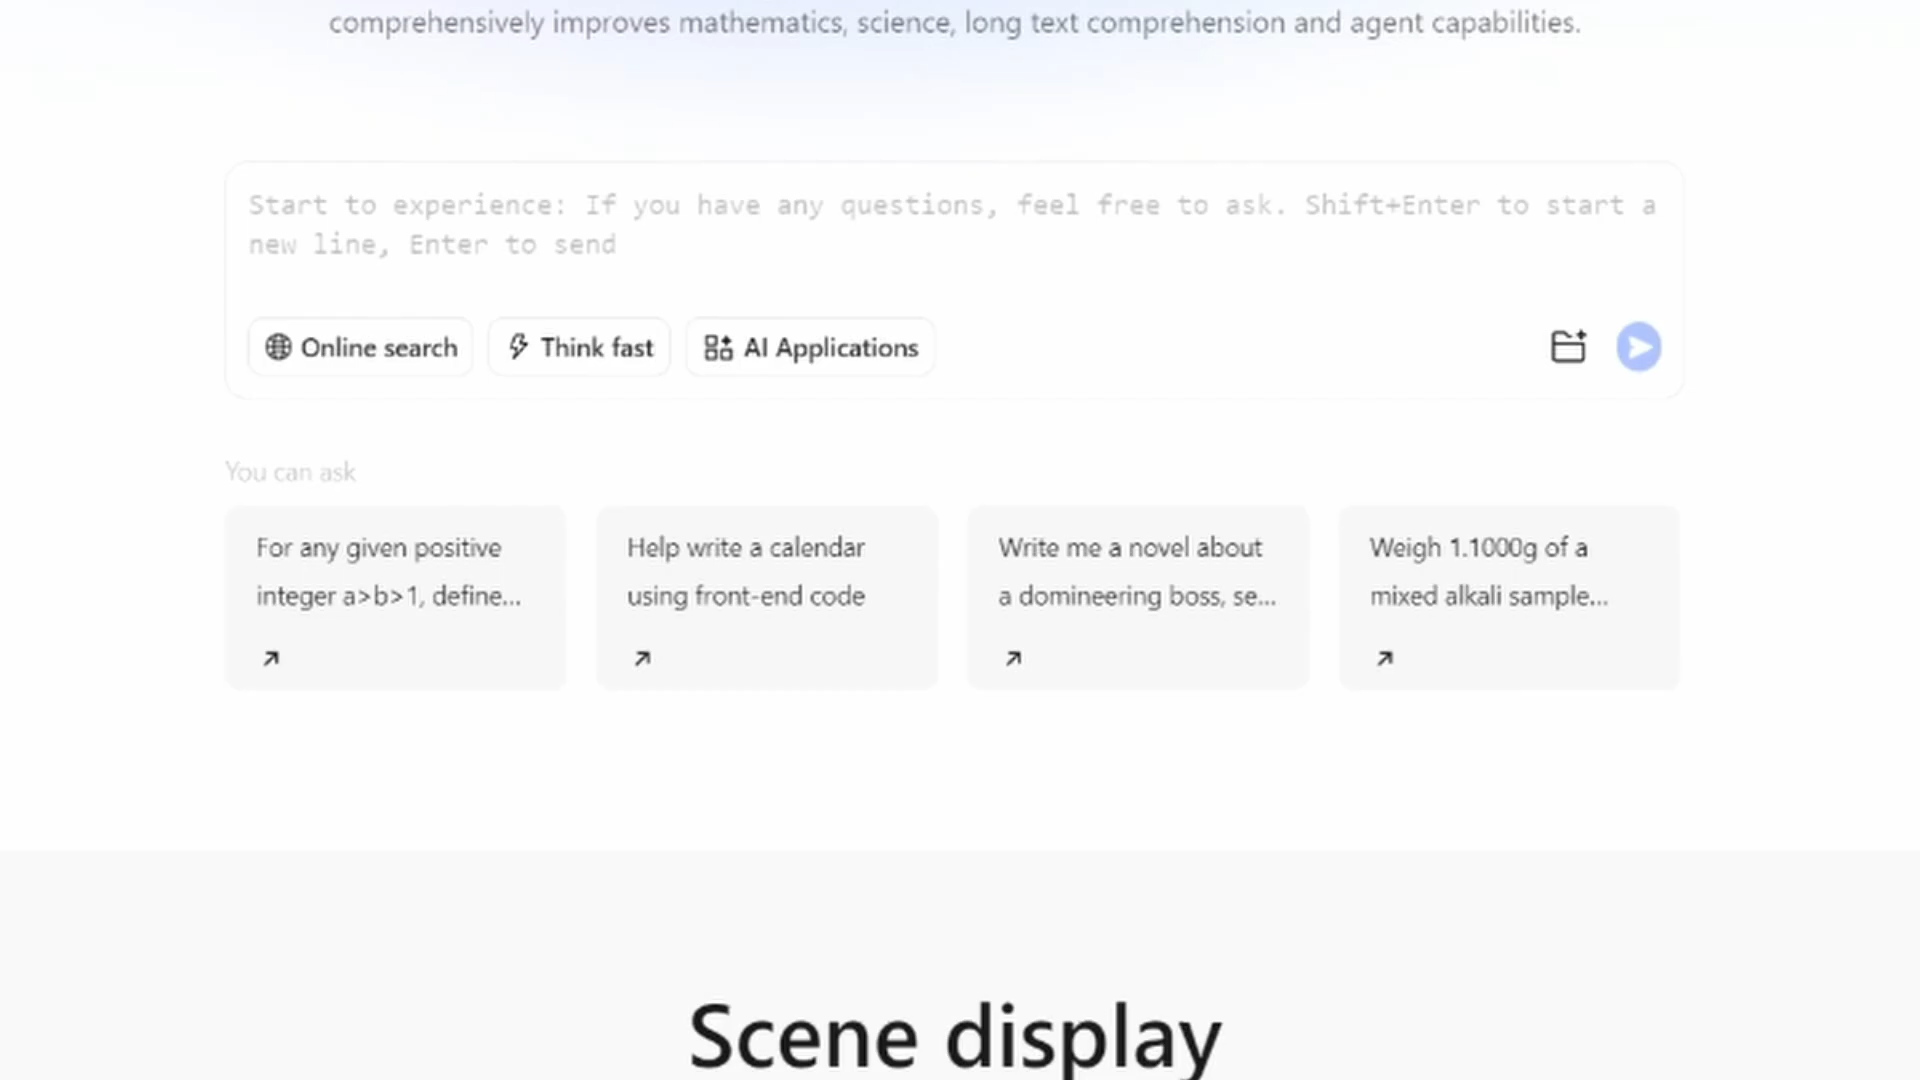 comprehensively improves mathematics, science, long text comprehension and agent capabilities.
Start to experience: If you have any questions, feel free to ask. Shift+Enter to start a
new line, Enter to send
Online search
Think fast
AI Applications
You can ask
For any given positive
integer a>b>1, define...
Help write a calendar
using front-end code
Write me a novel about
a domineering boss, se...
Weigh 1.1000g of a
mixed alkali sample...
Scene display